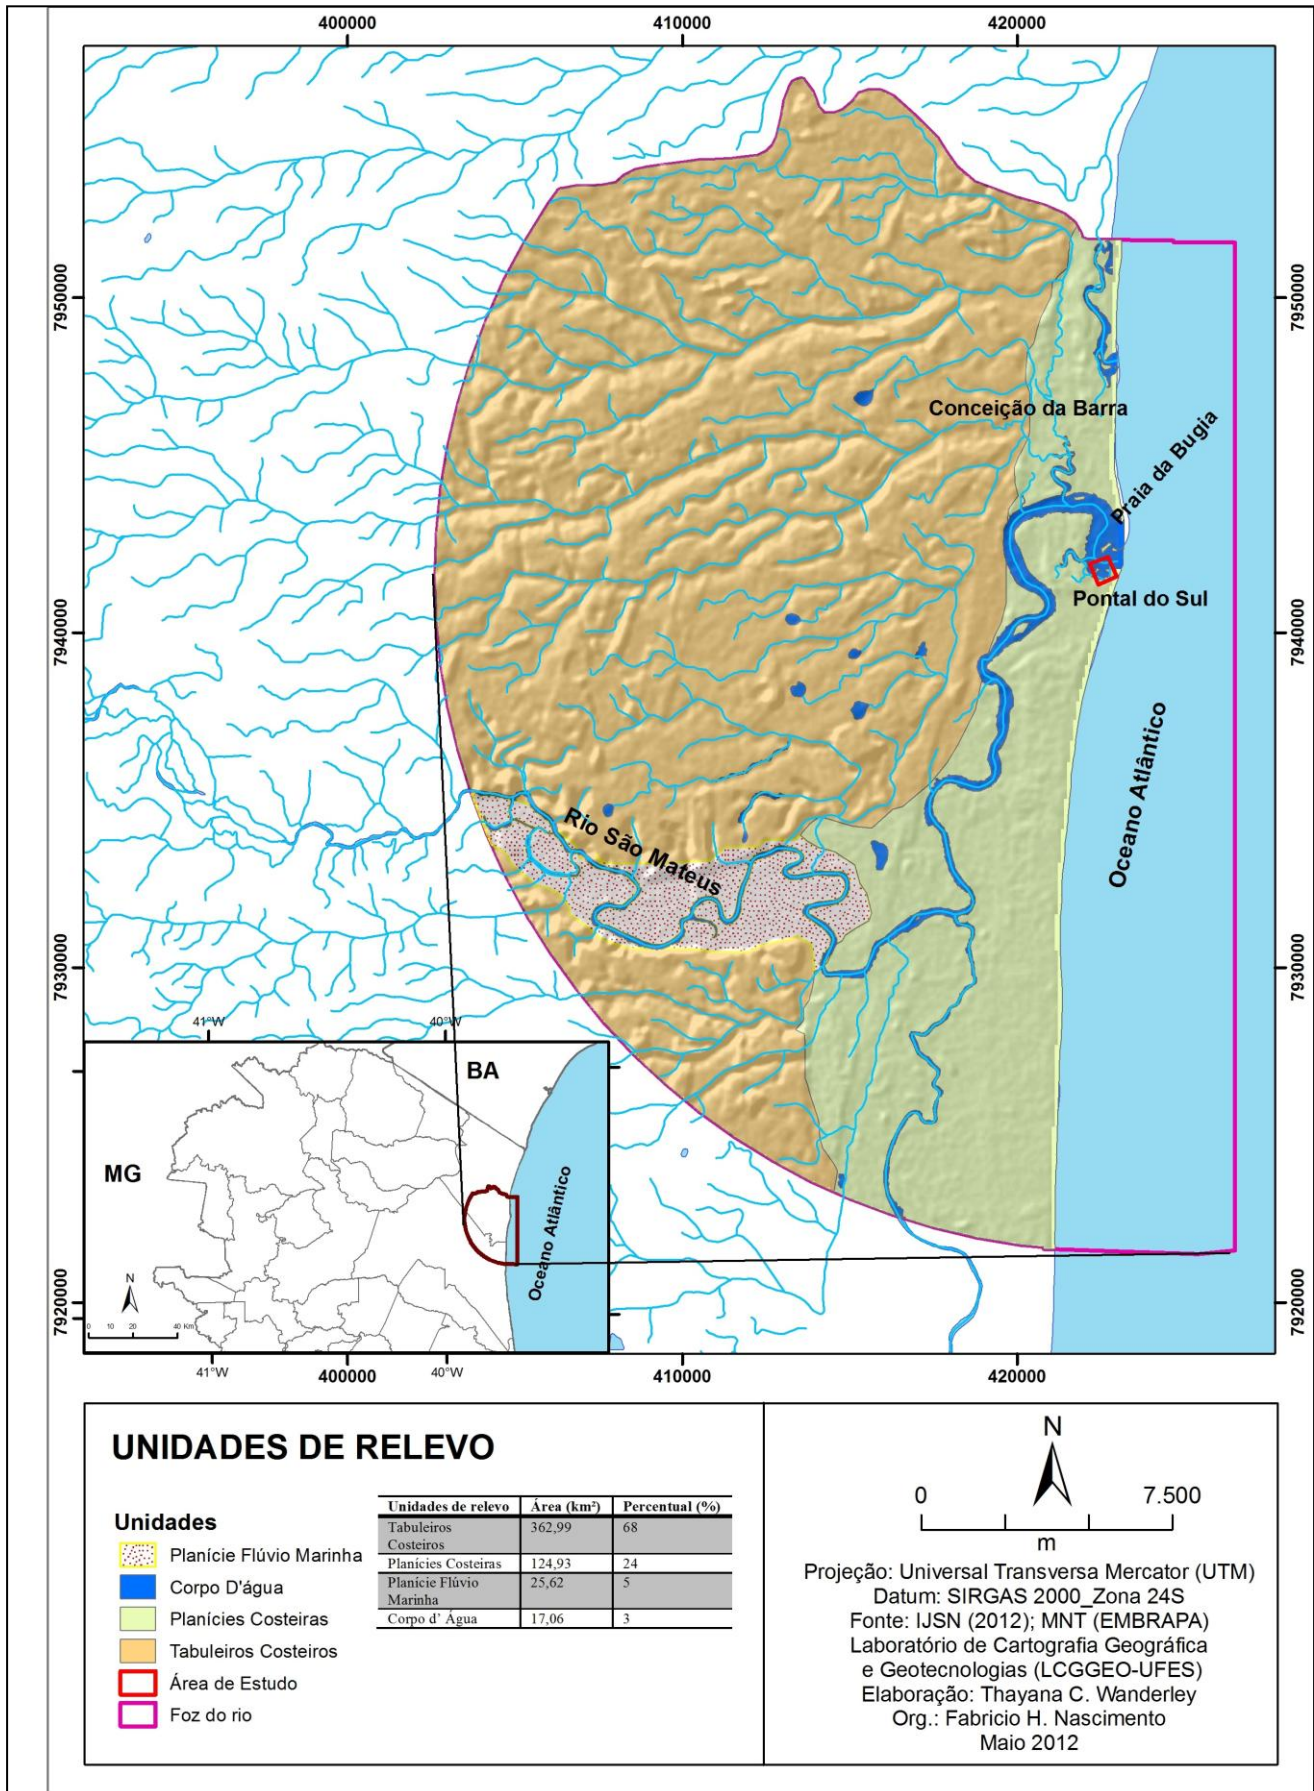 400000 410000 420000
7950000 7950000
Conceição da Barra
Praia da Bugia
Pontal do Sul
7940000 7940000
Oceano Atlântico
Rio São Mateus
7930000 7930000
41°W 40°W
BA
MG
Oceano Atlântico
N
0 10 20 40 Km
7920000 7920000
41°W 400000 40°W 410000 420000
UNIDADES DE RELEVO
Unidades
Planície Flúvio Marinha
Corpo D'água
Planícies Costeiras
Tabuleiros Costeiros
Área de Estudo
Foz do rio
Unidades de relevo Área (km²) Percentual (%)
Tabuleiros 362,99 68
Costeiros
Planícies Costeiras 124,93 24
Planície Flúvio 25,62 5
Marinha
Corpo d' Água 17,06 3
N
0 7.500
m
Projeção: Universal Transversa Mercator (UTM)
Datum: SIRGAS 2000_Zona 24S
Fonte: IJSN (2012); MNT (EMBRAPA)
Laboratório de Cartografia Geográfica
e Geotecnologias (LCGGEO-UFES)
Elaboração: Thayana C. Wanderley
Org.: Fabricio H. Nascimento
Maio 2012